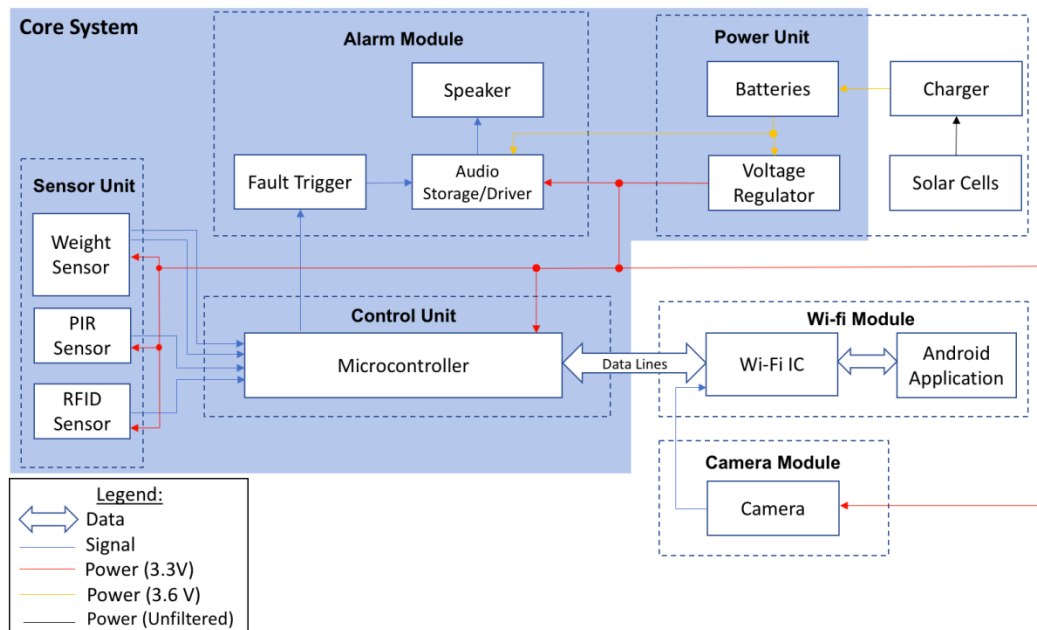 Core System
Alarm Module
Power Unit
Speaker
Batteries
Charger
Fault Trigger
Audio
Storage/Driver
Voltage
Regulator
Solar Cells
Sensor Unit
Weight
Sensor
PIR
Sensor
RFID
Sensor
Control Unit
Microcontroller
Data Lines
Wi-fi Module
Wi-Fi IC
Android
Application
Camera Module
Camera
Legend:
Data
Signal
Power (3.3V)
Power (3.6 V)
Power (Unfiltered)